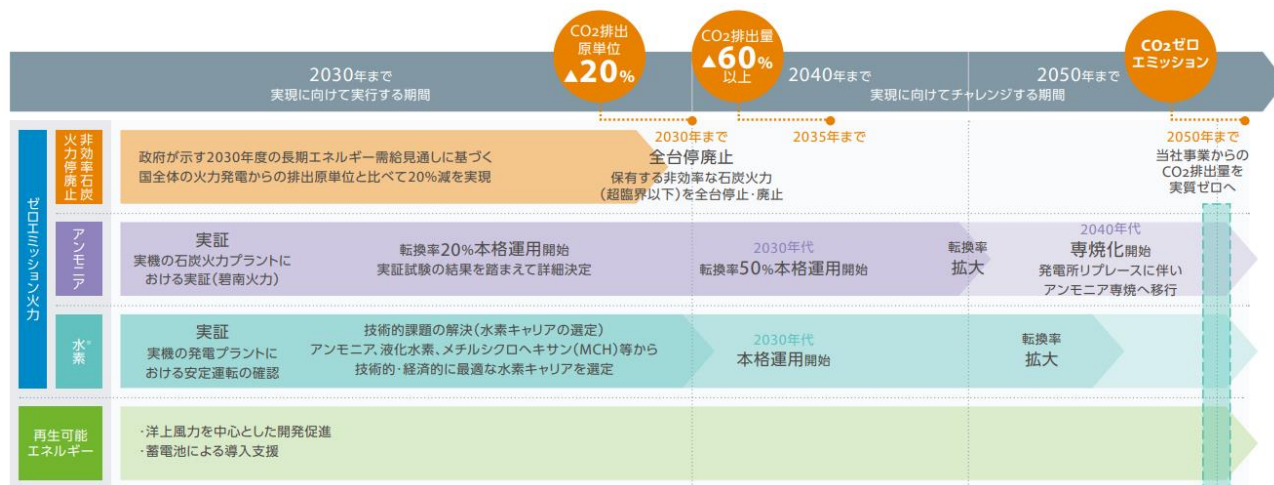 CO2排出
原単位
▲20%
CO2排出量
▲60%
以上
CO2ゼロ
エミッション
2030年まで
実現に向けて実行する期間
2040年まで
2050年まで
実現に向けてチャレンジする期間
2030年まで
2035年まで
2050年まで
ゼロエミッション火力
非効率石炭
火力停廃止
政府が示す2030年度の長期エネルギー需給見通しに基づく
国全体の火力発電からの排出原単位と比べて20%減を実現
全台停廃止
保有する非効率な石炭火力
(超臨界以下)を全台停止・廃止
当社事業からの
CO2排出量を
実質ゼロへ
アンモニア
実証
実機の石炭火力プラントに
おける実証(碧南火力)
転換率20%本格運用開始
実証試験の結果を踏まえて詳細決定
2030年代
転換率50%本格運用開始
転換率
拡大
2040年代
専焼化開始
発電所リプレースに伴い
アンモニア専焼へ移行
水素※
実証
実機の発電プラントに
おける安定運転の確認
技術的課題の解決(水素キャリアの選定)
アンモニア、液化水素、メチルシクロヘキサン(MCH)等から
技術的・経済的に最適な水素キャリアを選定
2030年代
本格運用開始
転換率
拡大
再生可能
エネルギー
・洋上風力を中心とした開発促進
・蓄電池による導入支援